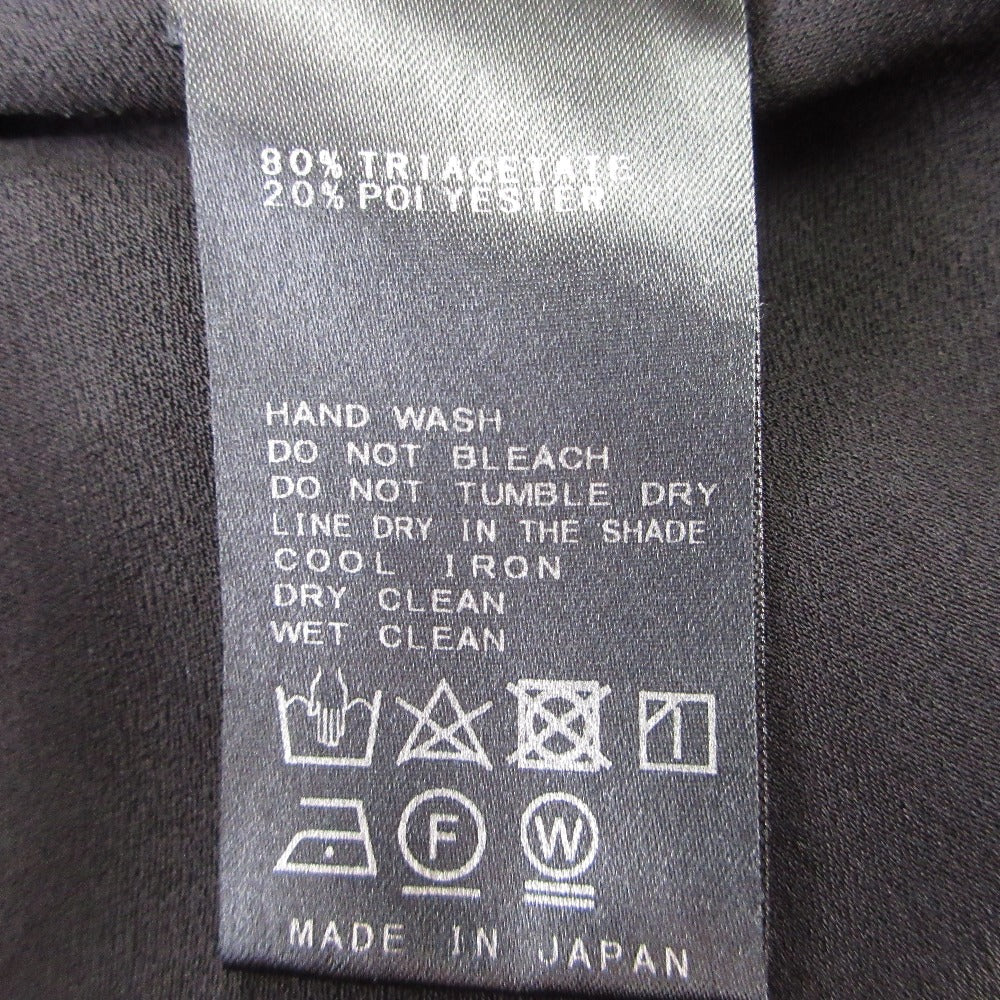 80% TRIACETATE
20% POLYESTER
HAND WASH
DO NOT BLEACH
DO NOT TUMBLE DRY
LINE DRY IN THE SHADE
COOL IRON
DRY CLEAN
WET CLEAN
F W
MADE IN JAPAN